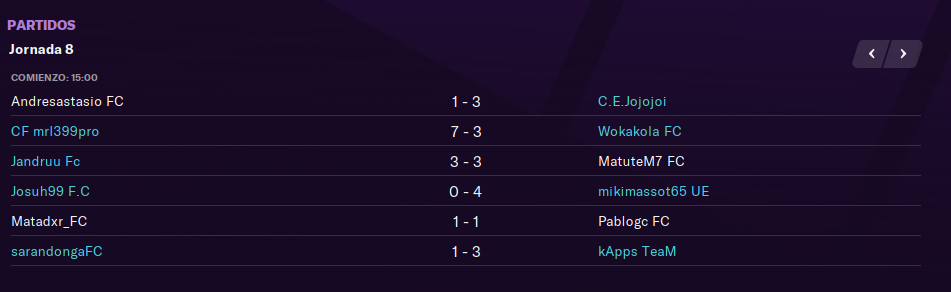 PARTIDOS
Jornada 8
COMIENZO: 15:00
Andresastasio FC 1 - 3 C.E.Jojojoi
CF mrl399pro 7 - 3 Wokakola FC
Jandruu Fc 3 - 3 MatuteM7 FC
Josuh99 F.C 0 - 4 mikimassot65 UE
Matadxr_FC 1 - 1 Pablogc FC
sarandongaFC 1 - 3 kApps TeaM